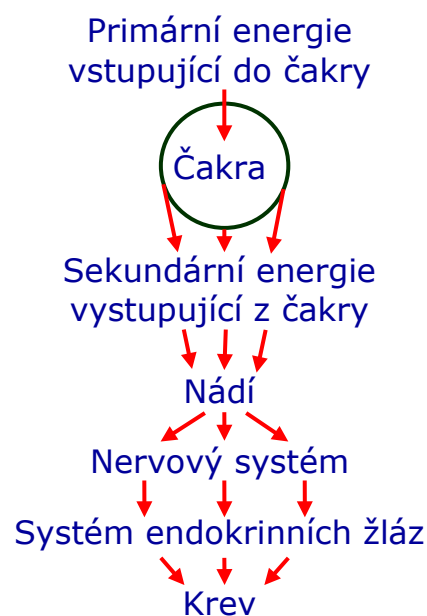 Primární energie
vstupující do čakry
Čakra
Sekundární energie
vystupující z čakry
Nádí
Nervový systém
Systém endokrinních žláz
Krev